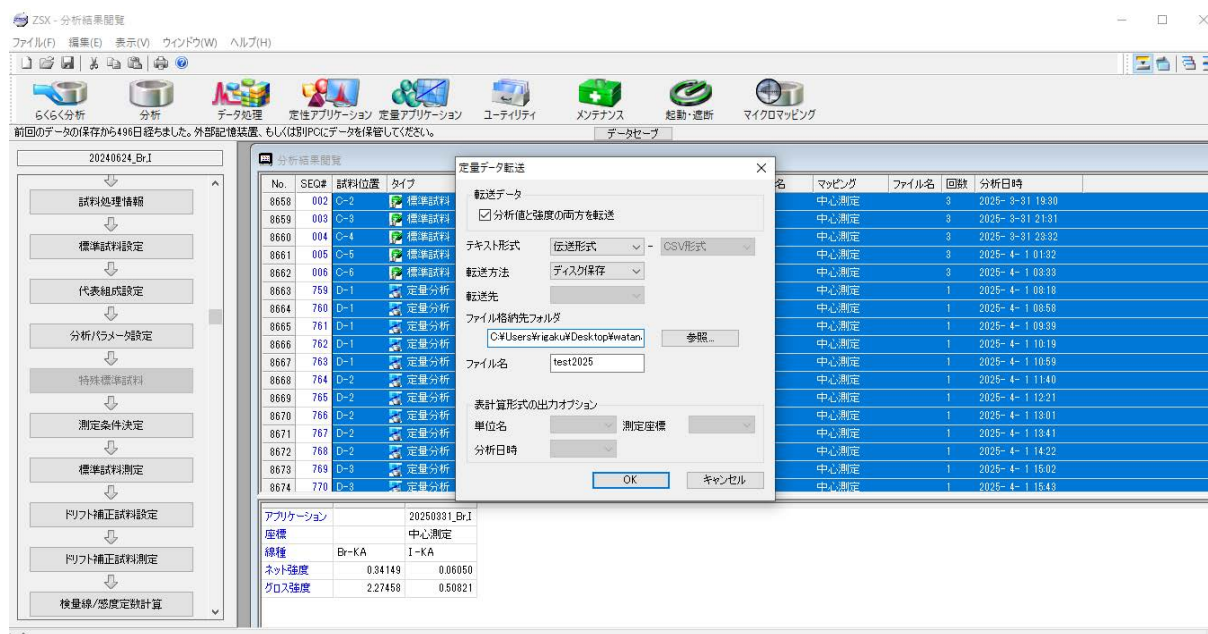 ZSX - 分析結果閲覧
ファイル(F) 編集(E) 表示(V) ウィンドウ(W) ヘルプ(H)
らくらく分析 分析 データ処理 定性アプリケーション 定量アプリケーション ユーティリティ メンテナンス 起動・遮断 マイクロマッピング
前回のデータの保存から496日経ちました。外部記憶装置、もしくは別PCにデータを保管してください。 データセーブ
20240624_Br,I
試料処理情報
標準試料設定
代表組成設定
分析パラメータ設定
特殊標準試料
測定条件決定
標準試料測定
ドリフト補正試料設定
ドリフト補正試料測定
検量線/感度定数計算
分析結果閲覧
No. SEQ# 試料位置 タイプ 名 マッピング ファイル名 回数 分析日時
8658 002 C-2 標準試料 中心測定 3 2025- 3-31 19:30
8659 003 C-3 標準試料 中心測定 3 2025- 3-31 21:31
8660 004 C-4 標準試料 中心測定 3 2025- 3-31 23:32
8661 005 C-5 標準試料 中心測定 3 2025- 4- 1 01:32
8662 006 C-6 標準試料 中心測定 3 2025- 4- 1 03:33
8663 759 D-1 定量分析 中心測定 1 2025- 4- 1 08:18
8664 760 D-1 定量分析 中心測定 1 2025- 4- 1 08:58
8665 761 D-1 定量分析 中心測定 1 2025- 4- 1 09:39
8666 762 D-1 定量分析 中心測定 1 2025- 4- 1 10:19
8667 763 D-1 定量分析 中心測定 1 2025- 4- 1 10:59
8668 764 D-2 定量分析 中心測定 1 2025- 4- 1 11:40
8669 765 D-2 定量分析 中心測定 1 2025- 4- 1 12:21
8670 766 D-2 定量分析 中心測定 1 2025- 4- 1 13:01
8671 767 D-2 定量分析 中心測定 1 2025- 4- 1 13:41
8672 768 D-2 定量分析 中心測定 1 2025- 4- 1 14:22
8673 769 D-3 定量分析 中心測定 1 2025- 4- 1 15:02
8674 770 D-3 定量分析 中心測定 1 2025- 4- 1 15:43
定量データ転送
転送データ
分析値と強度の両方を転送
テキスト形式 伝送形式 - CSV形式
転送方法 ディスク保存
転送先
ファイル格納先フォルダ
C:¥Users¥rigaku¥Desktop¥watan 参照...
ファイル名 test2025
表計算形式の出力オプション
単位名 測定座標
分析日時
OK キャンセル
アプリケーション 20250331_Br,I
座標 中心測定
線種 Br-KA I-KA
ネット強度 0.34149 0.06050
グロス強度 2.27458 0.50821